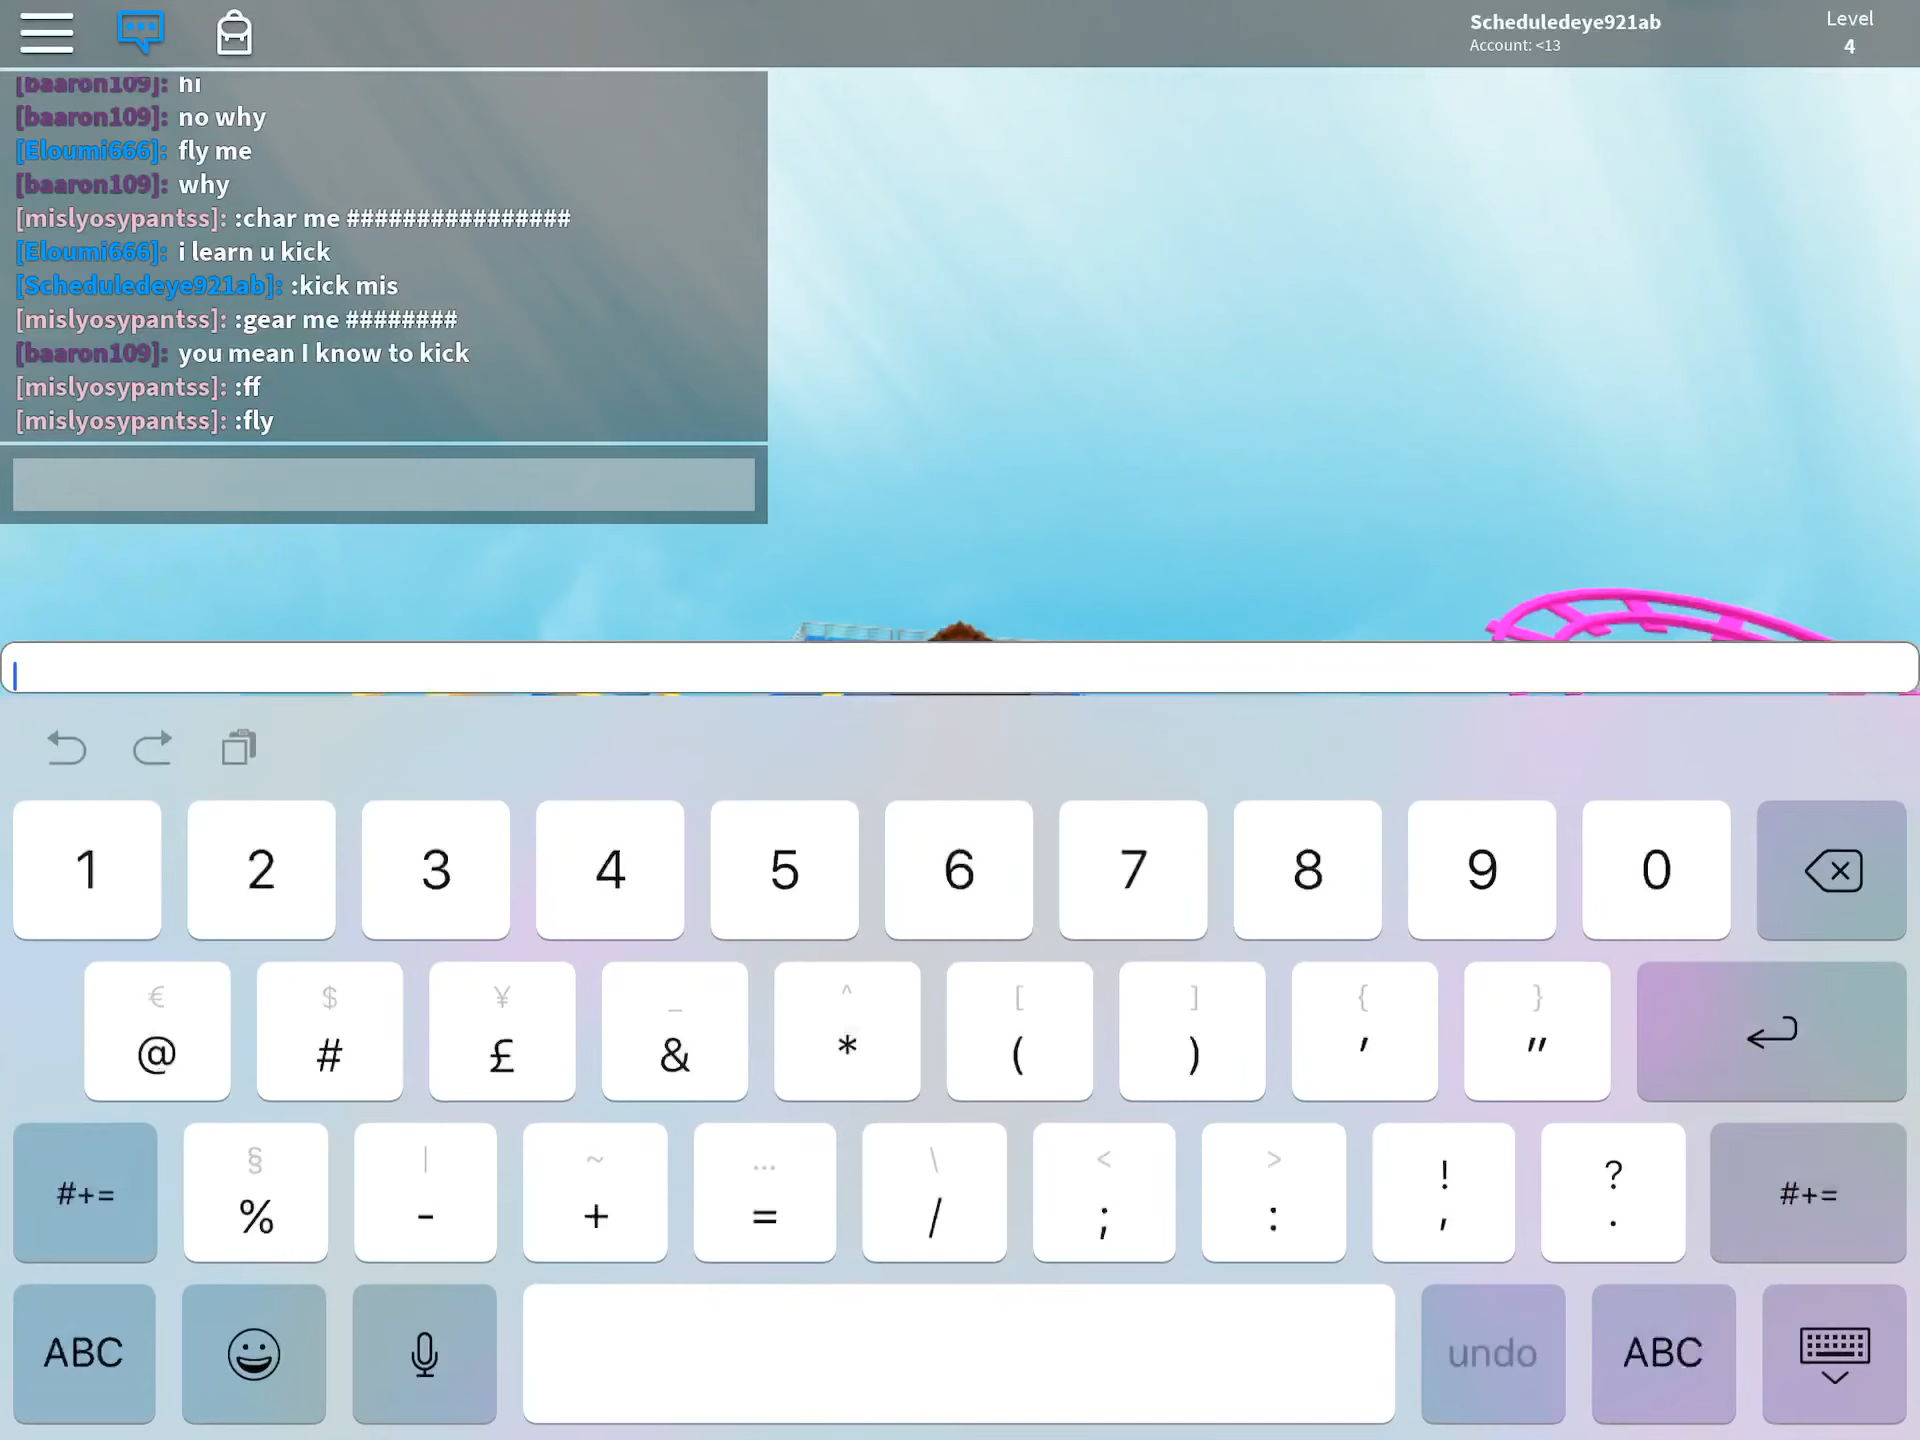 Scheduledeye921ab
Account: <13
Level
4
[baaron109]: hi
[baaron109]: no why
[Eloumi666]: fly me
[baaron109]: why
[mislyosypantss]: :char me ################
[Eloumi666]: i learn u kick
[Scheduledeye921ab]: :kick mis
[mislyosypantss]: :gear me ########
[baaron109]: you mean I know to kick
[mislyosypantss]: :ff
[mislyosypantss]: :fly
1 2 3 4 5 6 7 8 9 0
€ $ ¥ _ ^ [ ] { }
@ # £ & * ( ) ' "
§ | ~ … \ < > ! ?
#+= % - + = / ; : , . #+=
ABC undo ABC